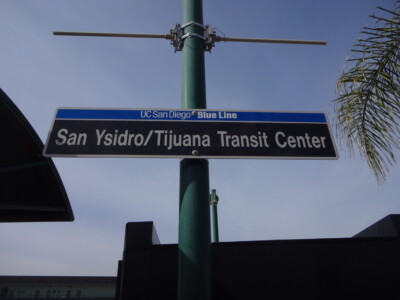 UC San Diego Blue Line
San Ysidro/Tijuana Transit Center